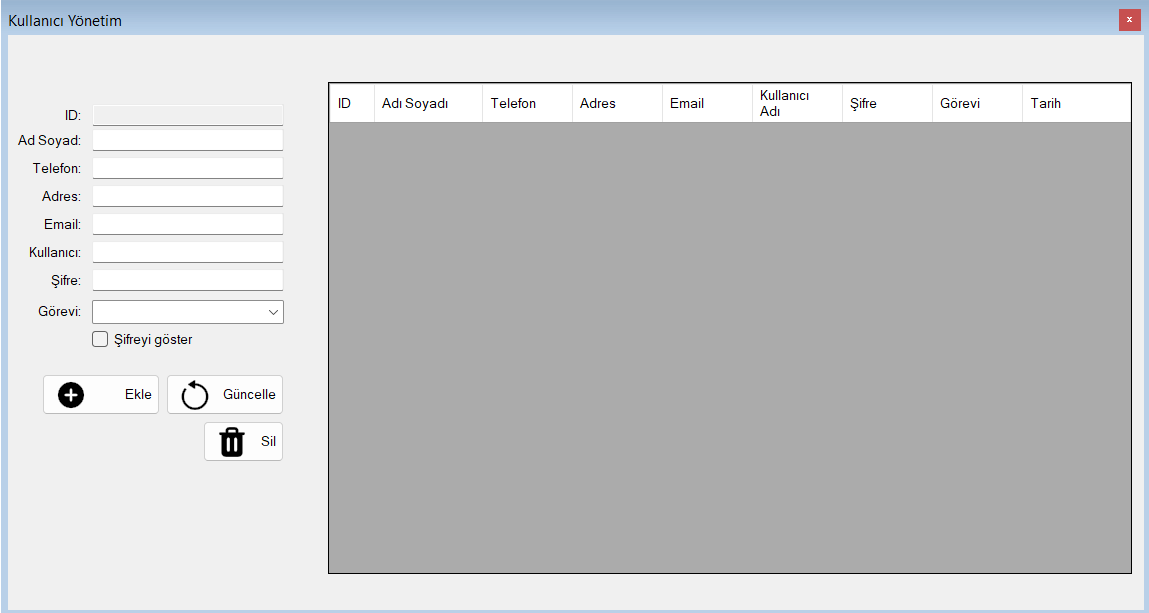 Kullanıcı Yönetim
x
ID:
Ad Soyad:
Telefon:
Adres:
Email:
Kullanıcı:
Şifre:
Görevi:
Şifreyi göster
Ekle
Güncelle
Sil
ID
Adı Soyadı
Telefon
Adres
Email
Kullanıcı
Adı
Şifre
Görevi
Tarih